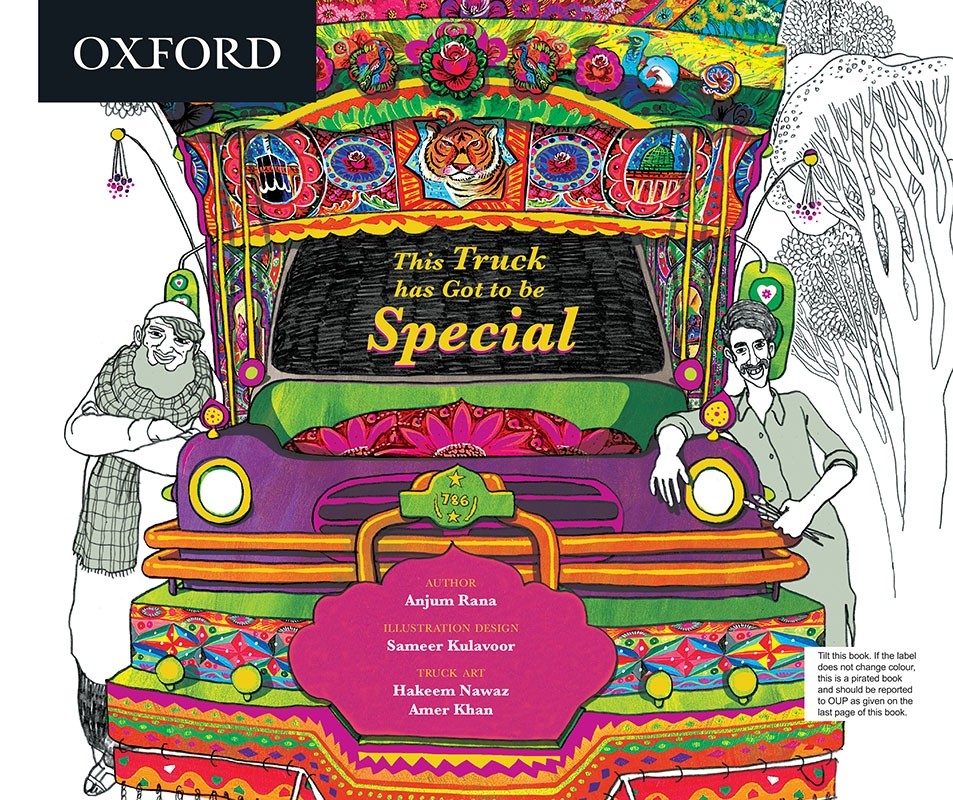 OXFORD
This Truck
has Got to be
Special
786
AUTHOR
Anjum Rana
ILLUSTRATION DESIGN
Sameer Kulavoor
TRUCK ART
Hakeem Nawaz
Amer Khan
Tilt this book. If the label
does not change colour,
this is a pirated book
and should be reported
to OUP as given on the
last page of this book.